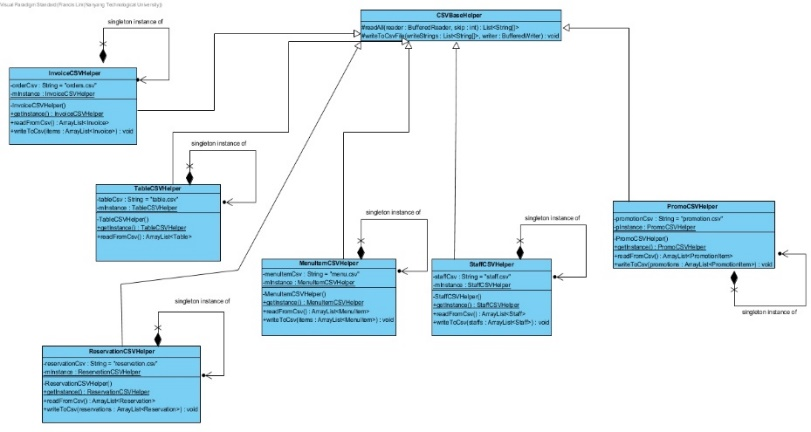 Visual Paradigm Standard(Francis Lim(Nanyang Technological University))
CSVBaseHelper
#readAll(reader : BufferedReader, skip : int) : List<String[]>
#writeToCsvFile(writeStrings : List<String[]>, writer : BufferedWriter) : void
singleton instance of
InvoiceCSVHelper
-orderCsv : String = "orders.csv"
-mInstance : InvoiceCSVHelper
-InvoiceCSVHelper()
+getInstance() : InvoiceCSVHelper
+readFromCsv() : ArrayList<Invoice>
+writeToCsv(items : ArrayList<Invoice>) : void
singleton instance of
TableCSVHelper
-tableCsv : String = "table.csv"
-mInstance : TableCSVHelper
-TableCSVHelper()
+getInstance() : TableCSVHelper
+readFromCsv() : ArrayList<Table>
singleton instance of
MenuItemCSVHelper
-menuItemCsv : String = "menu.csv"
-mInstance : MenuItemCSVHelper
-MenuItemCSVHelper()
+getInstance() : MenuItemCSVHelper
+readFromCsv() : ArrayList<MenuItem>
+writeToCsv(items : ArrayList<MenuItem>) : void
singleton instance of
StaffCSVHelper
-staffCsv : String = "staff.csv"
-mInstance : StaffCSVHelper
-StaffCSVHelper()
+getInstance() : StaffCSVHelper
+readFromCsv() : ArrayList<Staff>
+writeToCsv(staffs : ArrayList<Staff>) : void
PromoCSVHelper
-promotionCsv : String = "promotion.csv"
-pInstance : PromoCSVHelper
-PromoCSVHelper()
+getInstance() : PromoCSVHelper
+readFromCsv() : ArrayList<PromotionItem>
+writeToCsv(promotions : ArrayList<PromotionItem>) : void
singleton instance of
singleton instance of
ReservationCSVHelper
-reservationCsv : String = "reservation.csv"
-mInstance : ReservationCSVHelper
-ReservationCSVHelper()
+getInstance() : ReservationCSVHelper
+readFromCsv() : ArrayList<Reservation>
+writeToCsv(reservations : ArrayList<Reservation>) : void